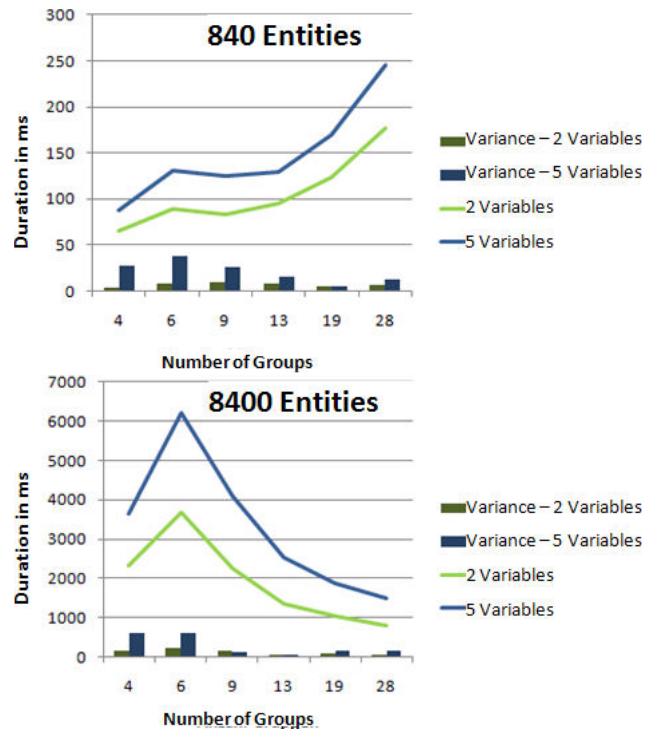 840 Entities
300
250
200
150
100
50
0
Duration in ms
4 6 9 13 19 28
Number of Groups
Variance – 2 Variables
Variance – 5 Variables
2 Variables
5 Variables
8400 Entities
7000
6000
5000
4000
3000
2000
1000
0
Duration in ms
4 6 9 13 19 28
Number of Groups
Variance – 2 Variables
Variance – 5 Variables
2 Variables
5 Variables